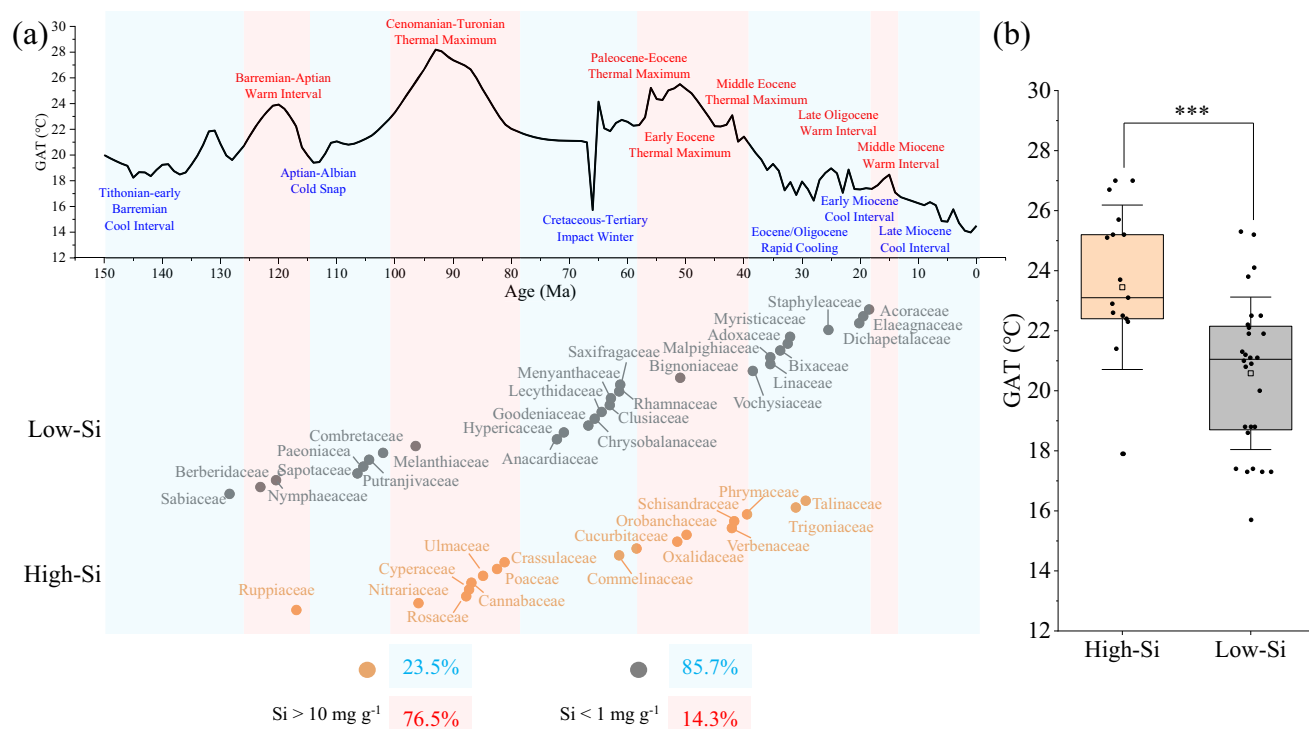 (a)
30
28
26
24
22
20
18
16
14
12
GAT (°C)
Cenomanian-Turonian
Thermal Maximum
Barremian-Aptian
Warm Interval
Paleocene-Eocene
Thermal Maximum
Middle Eocene
Thermal Maximum
Late Oligocene
Warm Interval
Early Eocene
Thermal Maximum
Middle Miocene
Warm Interval
Aptian-Albian
Cold Snap
Tithonian-early
Barremian
Cool Interval
Cretaceous-Tertiary
Impact Winter
Early Miocene
Cool Interval
Eocene/Oligocene
Rapid Cooling
Late Miocene
Cool Interval
150 140 130 120 110 100 90 80 70 60 50 40 30 20 10 0
Age (Ma)
Low-Si
Staphyleaceae
Acoraceae
Myristicaceae
Elaeagnaceae
Adoxaceae
Dichapetalaceae
Saxifragaceae
Malpighiaceae
Bixaceae
Bignoniaceae
Linaceae
Menyanthaceae
Vochysiaceae
Lecythidaceae
Rhamnaceae
Goodeniaceae
Clusiaceae
Hypericaceae
Chrysobalanaceae
Combretaceae
Anacardiaceae
Paeoniacea
Melanthiaceae
Berberidaceae
Sapotaceae
Putranjivaceae
Sabiaceae
Nymphaeaceae
High-Si
Phrymaceae
Schisandraceae
Talinaceae
Orobanchaceae
Trigoniaceae
Cucurbitaceae
Verbenaceae
Ulmaceae
Oxalidaceae
Crassulaceae
Cyperaceae
Poaceae
Commelinaceae
Ruppiaceae
Nitrariaceae
Cannabaceae
Rosaceae
23.5%
85.7%
Si > 10 mg g⁻¹
76.5%
Si < 1 mg g⁻¹
14.3%
(b)
30
28
26
24
22
20
18
16
14
12
GAT (°C)
***
High-Si
Low-Si